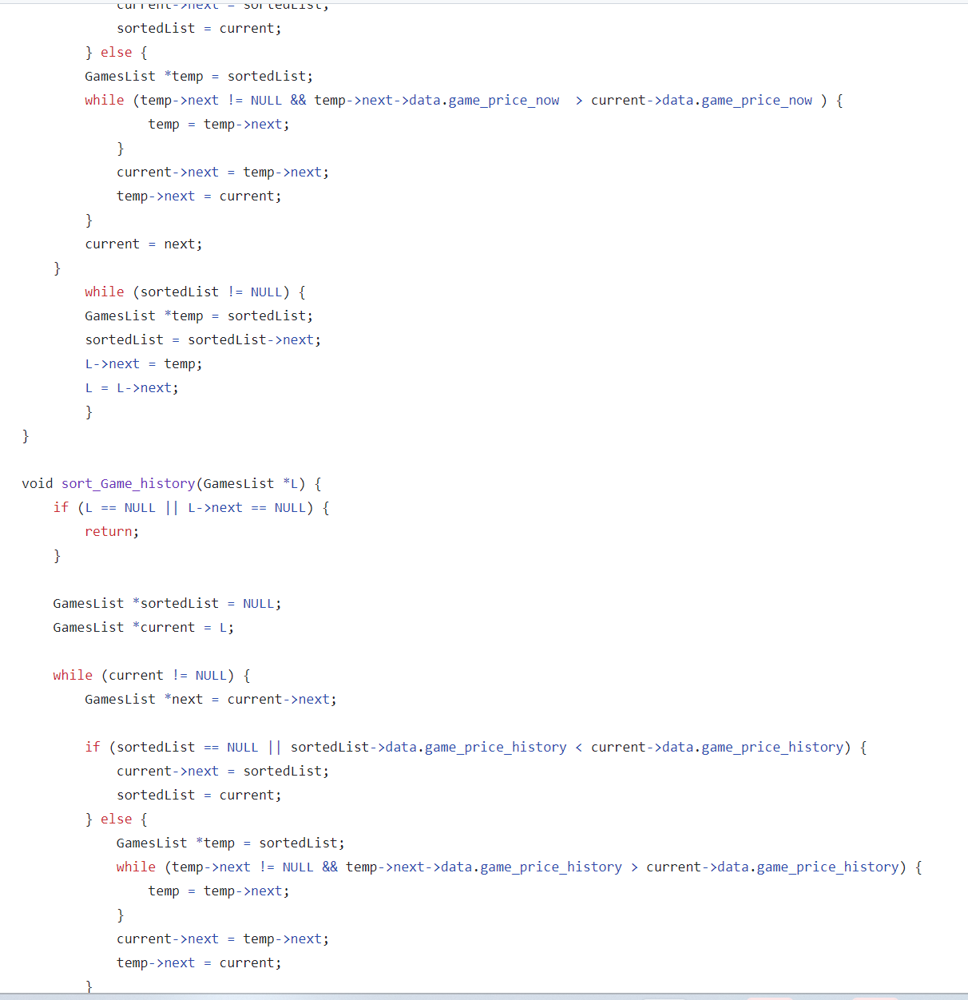 current->next = sortedList;
            sortedList = current;
        } else {
        GamesList *temp = sortedList;
        while (temp->next != NULL && temp->next->data.game_price_now  > current->data.game_price_now ) {
                temp = temp->next;
            }
            current->next = temp->next;
            temp->next = current;
        }
        current = next;
    }
        while (sortedList != NULL) {
        GamesList *temp = sortedList;
        sortedList = sortedList->next;
        L->next = temp;
        L = L->next;
        }
}

void sort_Game_history(GamesList *L) {
    if (L == NULL || L->next == NULL) {
        return;
    }

    GamesList *sortedList = NULL;
    GamesList *current = L;

    while (current != NULL) {
        GamesList *next = current->next;

        if (sortedList == NULL || sortedList->data.game_price_history < current->data.game_price_history) {
            current->next = sortedList;
            sortedList = current;
        } else {
            GamesList *temp = sortedList;
            while (temp->next != NULL && temp->next->data.game_price_history > current->data.game_price_history) {
                temp = temp->next;
            }
            current->next = temp->next;
            temp->next = current;
        }